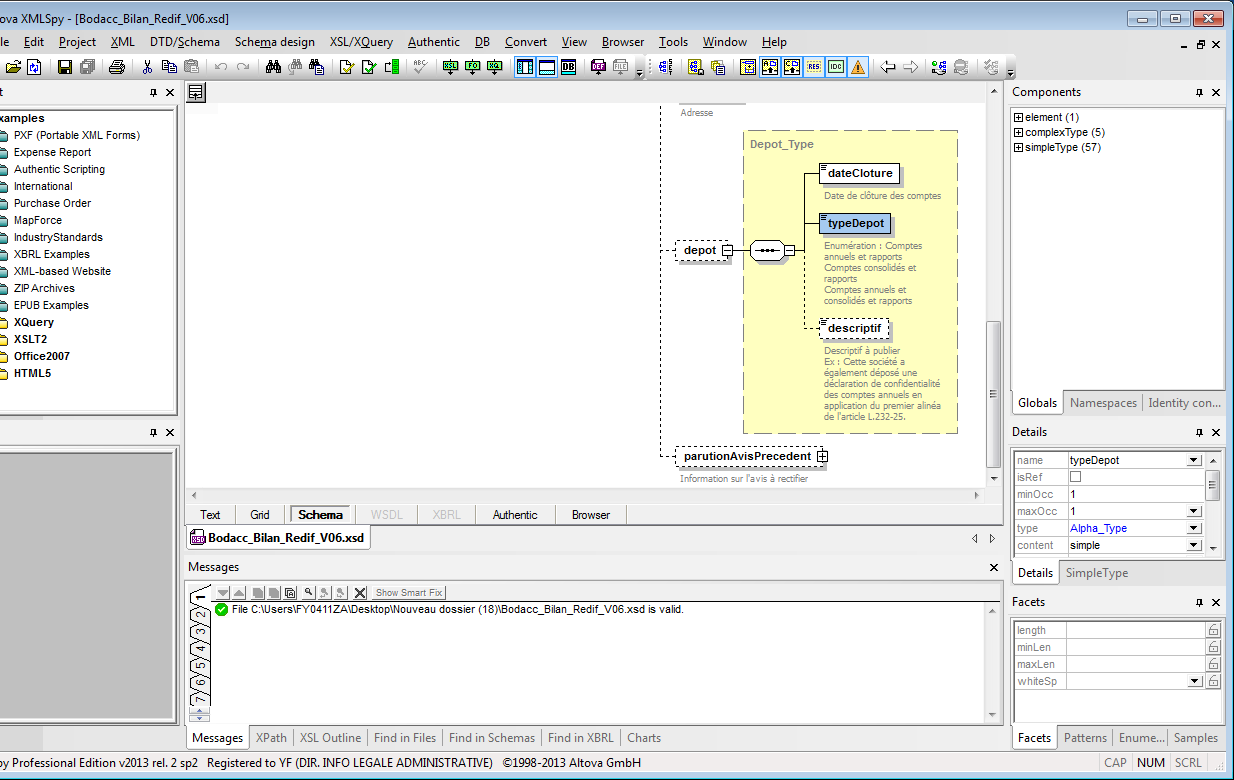 ltova XMLSpy - [Bodacc_Bilan_Redif_V06.xsd]
le Edit Project XML DTD/Schema Schema design XSL/XQuery Authentic DB Convert View Browser Tools Window Help
t
xamples
PXF (Portable XML Forms)
Expense Report
Authentic Scripting
International
Purchase Order
MapForce
IndustryStandards
XBRL Examples
XML-based Website
ZIP Archives
EPUB Examples
XQuery
XSLT2
Office2007
HTML5
Adresse
Depot_Type
dateCloture
Date de clôture des comptes
typeDepot
Enumération : Comptes
annuels et rapports
Comptes consolidés et
rapports
Comptes annuels et
consolidés et rapports
depot
descriptif
Descriptif à publier
Ex : Cette société a
également déposé une
déclaration de confidentialité
des comptes annuels en
application du premier alinéa
de l'article L.232-25.
parutionAvisPrecedent
Information sur l'avis à rectifier
Text Grid Schema WSDL XBRL Authentic Browser
Bodacc_Bilan_Redif_V06.xsd
Messages
Show Smart Fix
1
2
3
4
5
6
7
File C:\Users\FY0411ZA\Desktop\Nouveau dossier (18)\Bodacc_Bilan_Redif_V06.xsd is valid.
Messages XPath XSL Outline Find in Files Find in Schemas Find in XBRL Charts
Components
element (1)
complexType (5)
simpleType (57)
Globals Namespaces Identity con...
Details
name typeDepot
isRef
minOcc 1
maxOcc 1
type Alpha_Type
content simple
Details SimpleType
Facets
length
minLen
maxLen
whiteSp
Facets Patterns Enume... Samples
py Professional Edition v2013 rel. 2 sp2 Registered to YF (DIR. INFO LEGALE ADMINISTRATIVE) ©1998-2013 Altova GmbH
CAP NUM SCRL